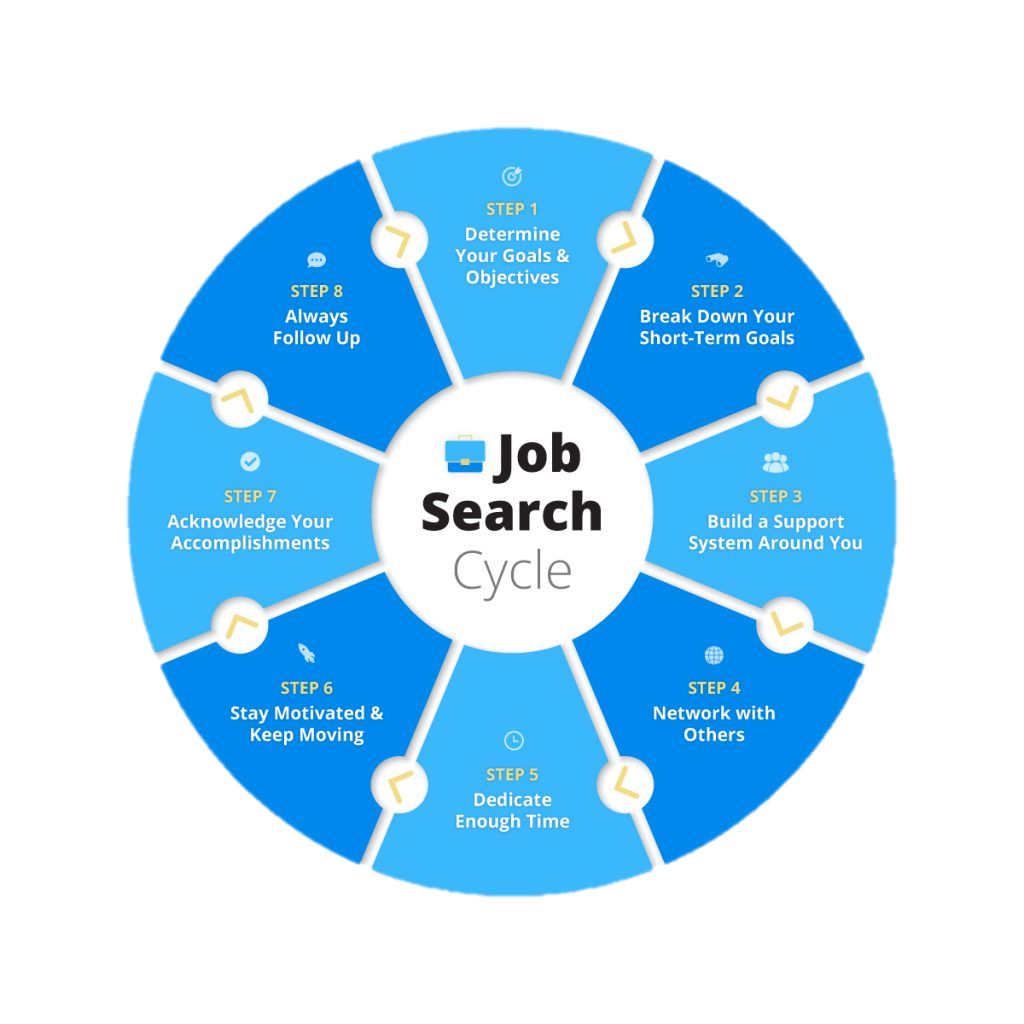 Job
Search
Cycle
STEP 1
Determine
Your Goals &
Objectives
STEP 2
Break Down Your
Short-Term Goals
STEP 3
Build a Support
System Around You
STEP 4
Network with
Others
STEP 5
Dedicate
Enough Time
STEP 6
Stay Motivated &
Keep Moving
STEP 7
Acknowledge Your
Accomplishments
STEP 8
Always
Follow Up